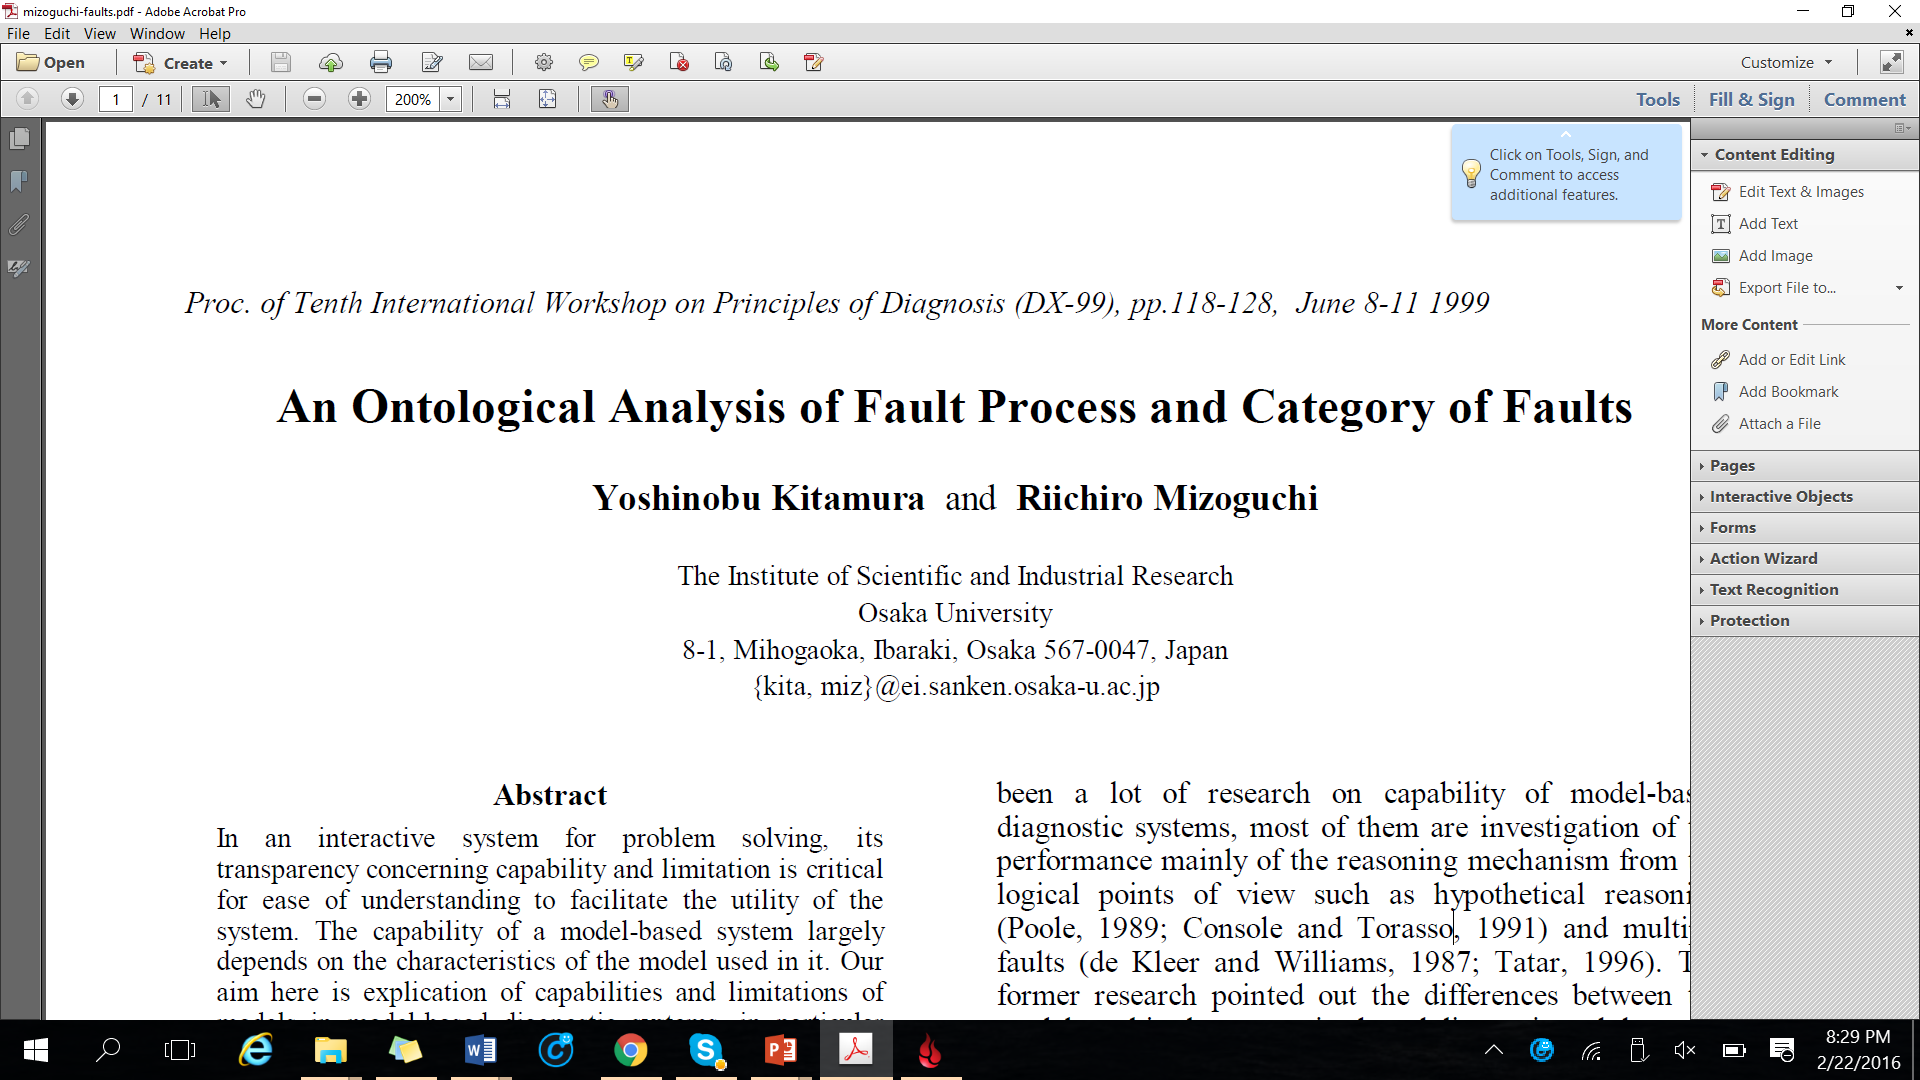 mizoguchi-faults.pdf - Adobe Acrobat Pro
File Edit View Window Help
Open Create Customize
1 / 11 200% Tools Fill & Sign Comment
Click on Tools, Sign, and
Comment to access
additional features.
Content Editing
Edit Text & Images
Add Text
Add Image
Export File to...
More Content
Add or Edit Link
Add Bookmark
Attach a File
Pages
Interactive Objects
Forms
Action Wizard
Text Recognition
Protection
Proc. of Tenth International Workshop on Principles of Diagnosis (DX-99), pp.118-128, June 8-11 1999
An Ontological Analysis of Fault Process and Category of Faults
Yoshinobu Kitamura and Riichiro Mizoguchi
The Institute of Scientific and Industrial Research
Osaka University
8-1, Mihogaoka, Ibaraki, Osaka 567-0047, Japan
{kita, miz}@ei.sanken.osaka-u.ac.jp
Abstract
In an interactive system for problem solving, its
transparency concerning capability and limitation is critical
for ease of understanding to facilitate the utility of the
system. The capability of a model-based system largely
depends on the characteristics of the model used in it. Our
aim here is explication of capabilities and limitations of
been a lot of research on capability of model-bas
diagnostic systems, most of them are investigation of
performance mainly of the reasoning mechanism from
logical points of view such as hypothetical reasoni
(Poole, 1989; Console and Torasso, 1991) and multi
faults (de Kleer and Williams, 1987; Tatar, 1996). T
former research pointed out the differences between
8:29 PM
2/22/2016